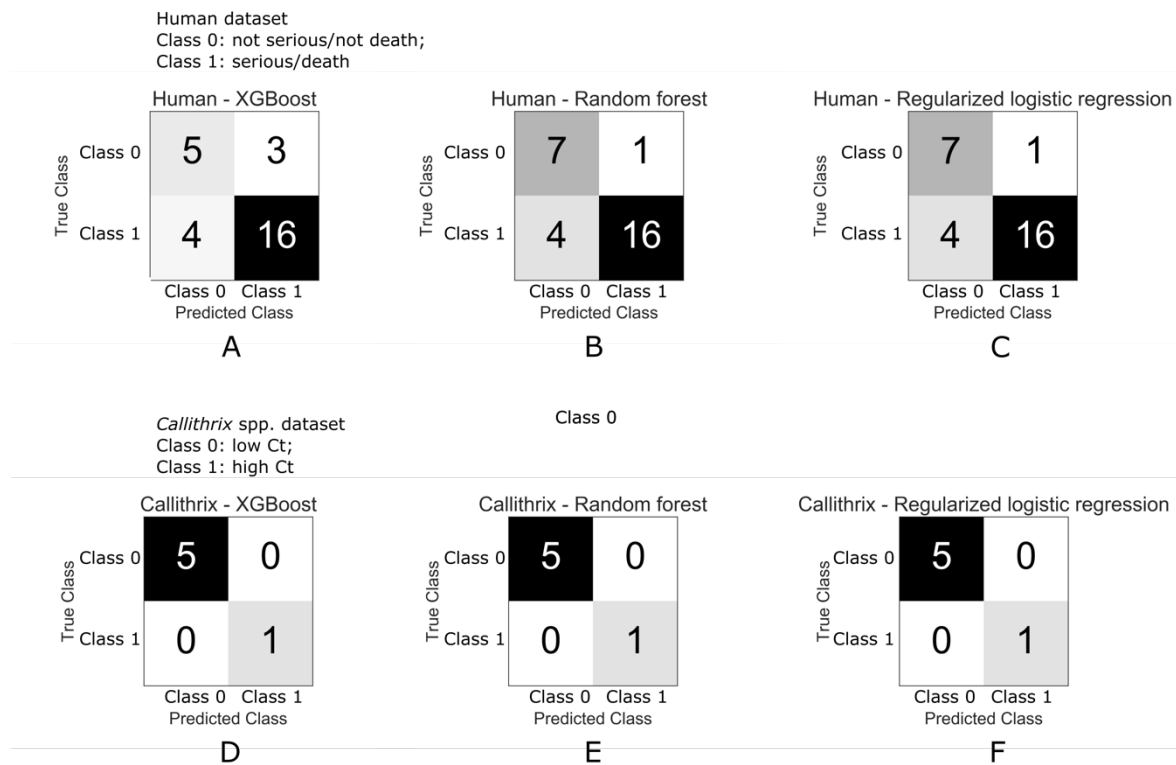 Human dataset
Class 0: not serious/not death;
Class 1: serious/death
Human - XGBoost
True Class
Class 0
5
3
Class 1
4
16
Class 0
Class 1
Predicted Class
A
Human - Random forest
True Class
Class 0
7
1
Class 1
4
16
Class 0
Class 1
Predicted Class
B
Human - Regularized logistic regression
True Class
Class 0
7
1
Class 1
4
16
Class 0
Class 1
Predicted Class
C
Callithrix spp. dataset
Class 0: low Ct;
Class 1: high Ct
Class 0
Callithrix - XGBoost
True Class
Class 0
5
0
Class 1
0
1
Class 0
Class 1
Predicted Class
D
Callithrix - Random forest
True Class
Class 0
5
0
Class 1
0
1
Class 0
Class 1
Predicted Class
E
Callithrix - Regularized logistic regression
True Class
Class 0
5
0
Class 1
0
1
Class 0
Class 1
Predicted Class
F